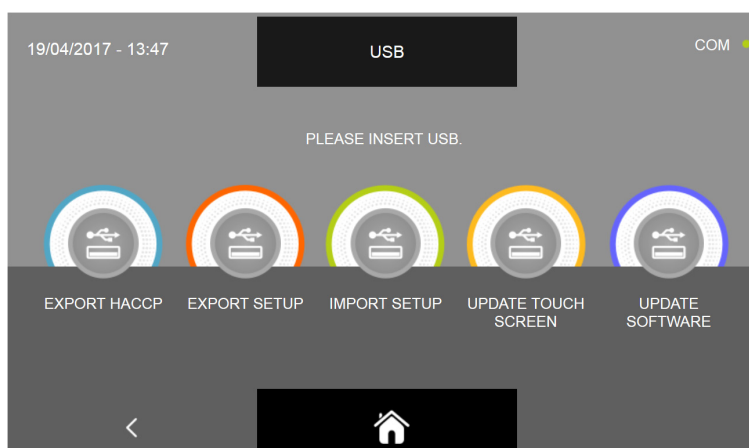 19/04/2017 - 13:47
USB
COM
PLEASE INSERT USB.
EXPORT HACCP
EXPORT SETUP
IMPORT SETUP
UPDATE TOUCH
SCREEN
UPDATE
SOFTWARE